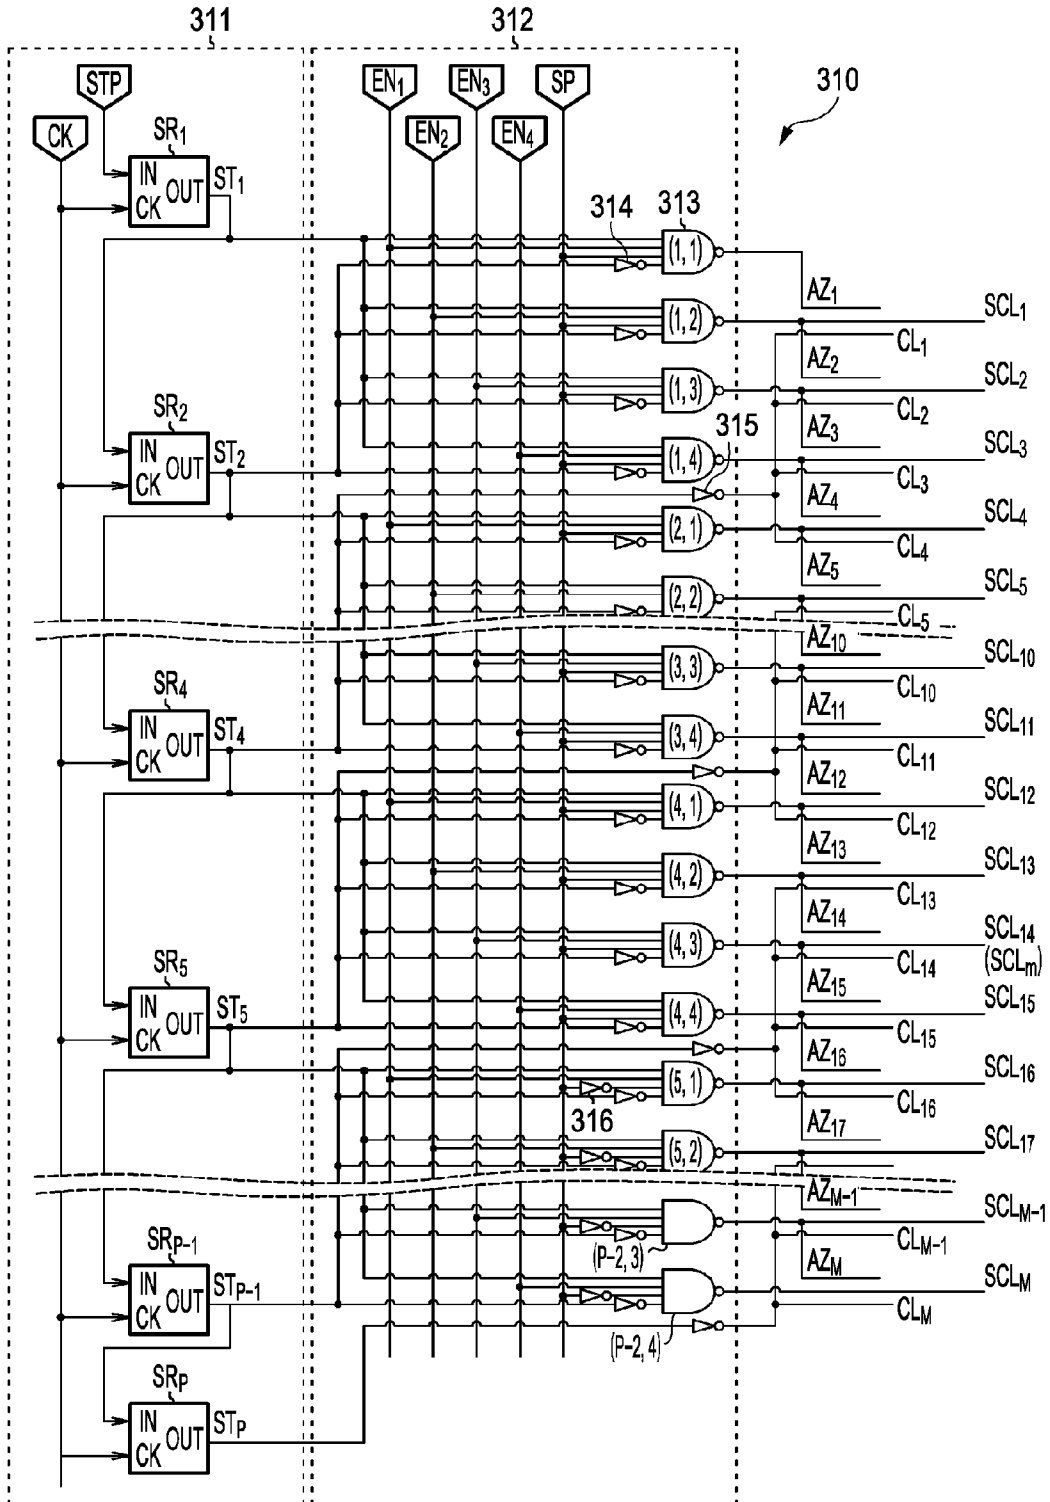 311
312
310
STP
CK
EN1
EN2
EN3
EN4
SP
SR1
IN
CK
OUT
ST1
314
313
(1, 1)
AZ1
SCL1
(1, 2)
CL1
AZ2
SCL2
(1, 3)
CL2
SR2
IN
CK
OUT
ST2
AZ3
315
SCL3
(1, 4)
CL3
AZ4
SCL4
(2, 1)
CL4
AZ5
SCL5
(2, 2)
CL5
AZ10
SCL10
(3, 3)
CL10
SR4
IN
CK
OUT
ST4
AZ11
SCL11
(3, 4)
CL11
AZ12
SCL12
(4, 1)
CL12
AZ13
SCL13
(4, 2)
CL13
AZ14
SCL14
(SCLm)
(4, 3)
CL14
SR5
IN
CK
OUT
ST5
AZ15
SCL15
(4, 4)
CL15
AZ16
SCL16
(5, 1)
316
CL16
AZ17
SCL17
(5, 2)
AZM-1
SCLM-1
(P-2, 3)
CLM-1
SRP-1
IN
CK
OUT
STP-1
AZM
SCLM
(P-2, 4)
CLM
SRP
IN
CK
OUT
STP